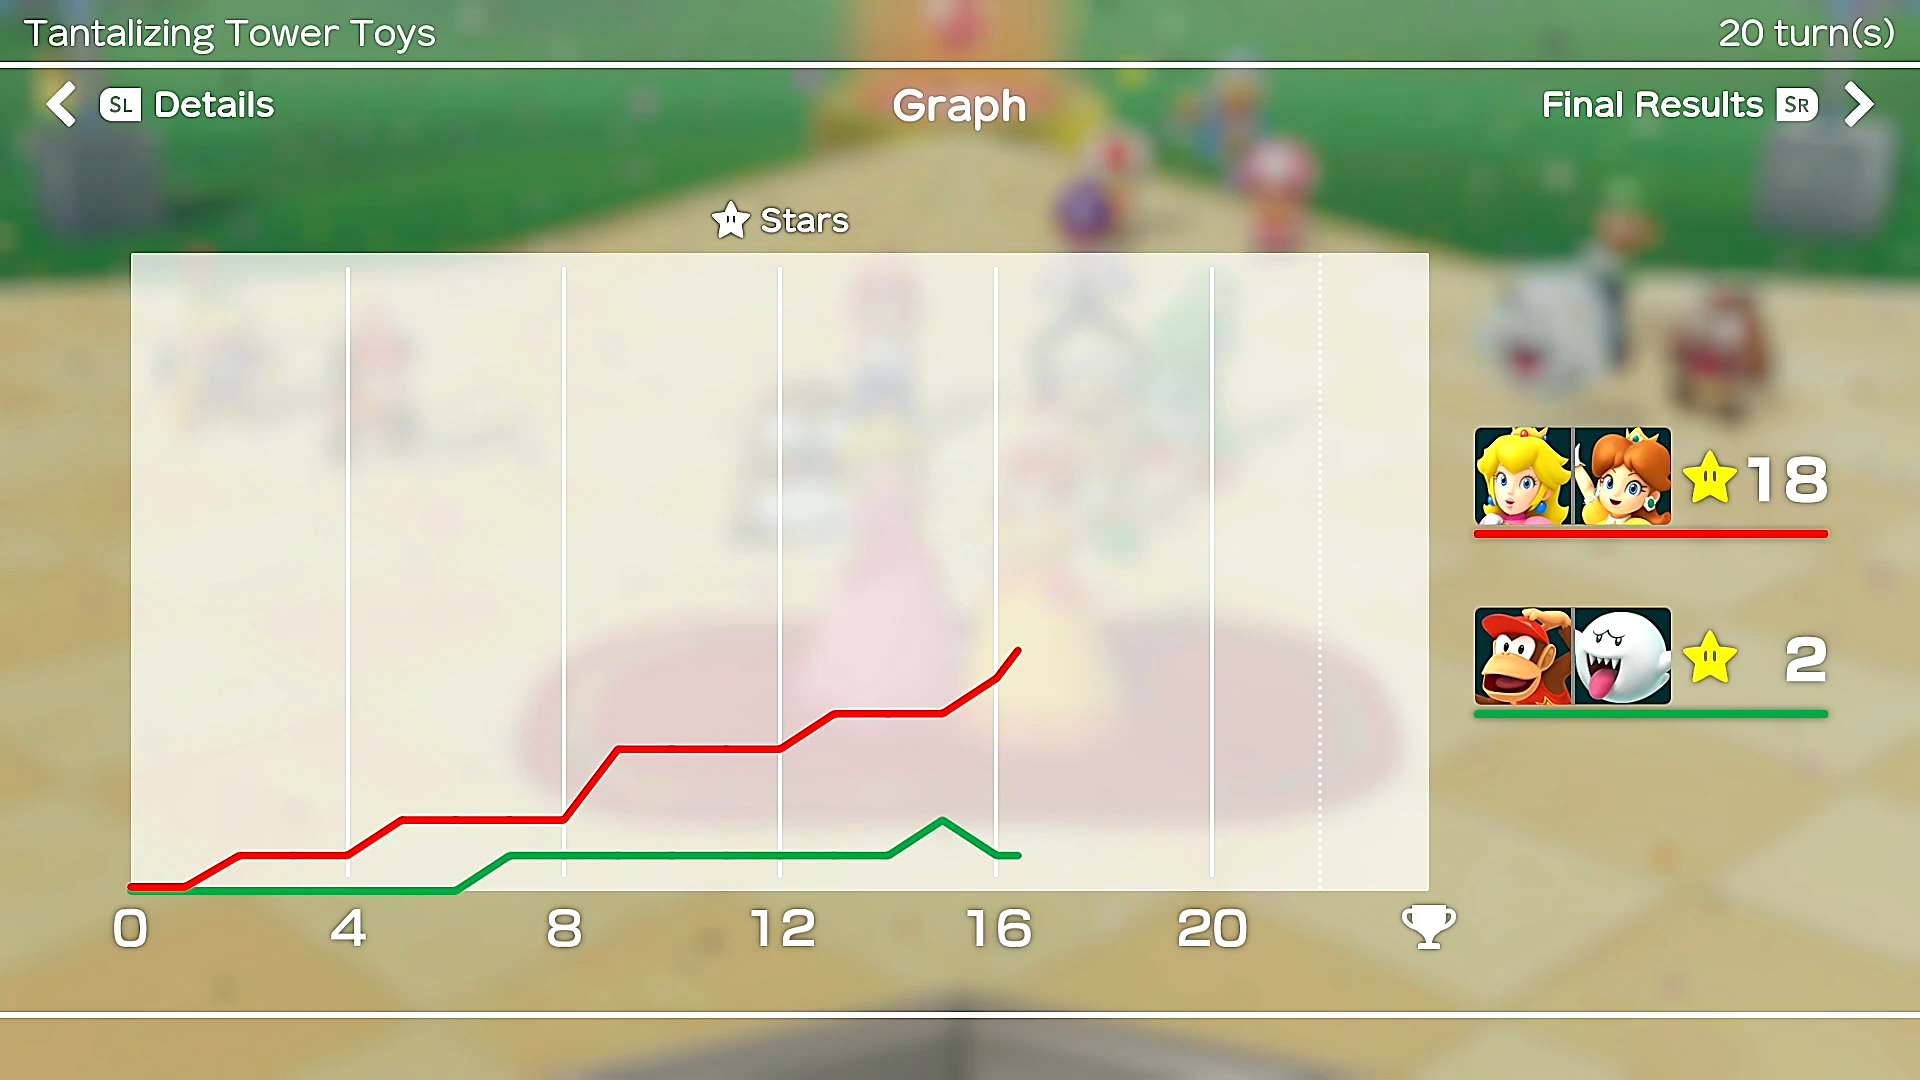 Tantalizing Tower Toys 20 turn(s)
SL Details Graph Final Results SR
Stars
18
2
0 4 8 12 16 20